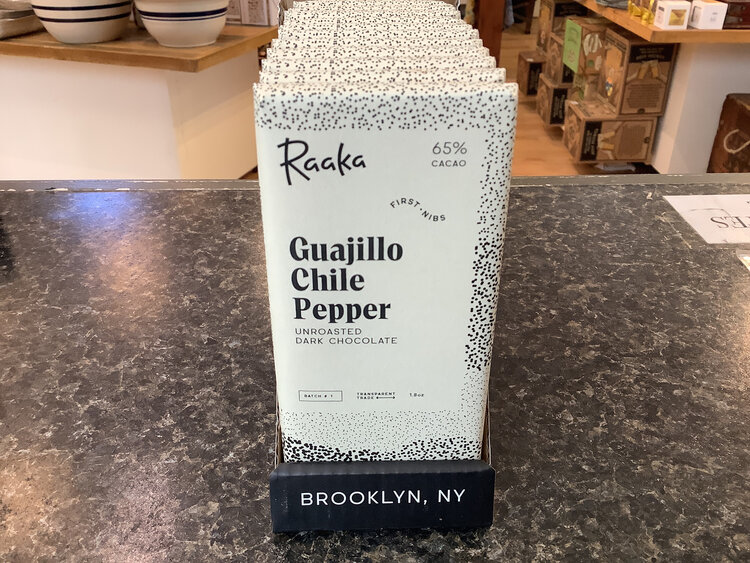 Raaka
65%
CACAO
FIRST-NIBS
Guajillo
Chile
Pepper
UNROASTED
DARK CHOCOLATE
BATCH # 1
TRANSPARENT
TRADE
1.8oz
BROOKLYN, NY